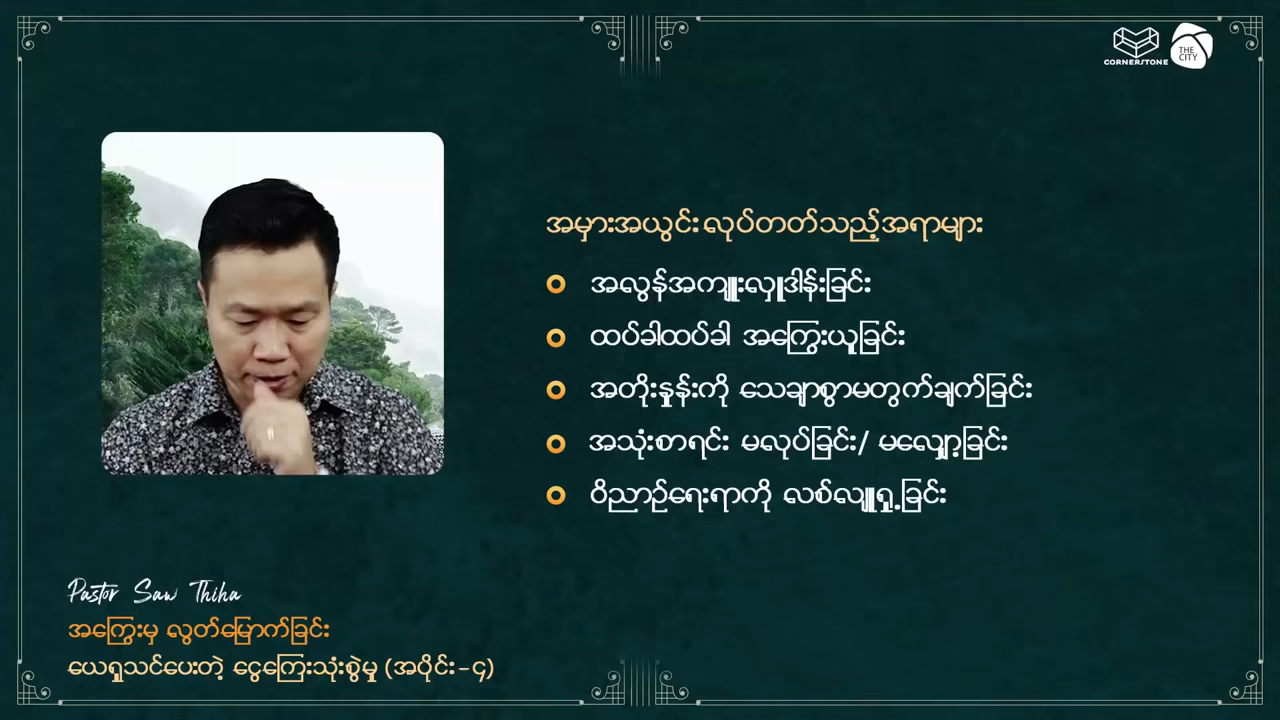 CORNERSTONE
THE CITY
အမှားအယွင်း လုပ်တတ်သည့်အရာများ
အလွန်အကျူးလှူဒါန်းခြင်း
ထပ်ခါထပ်ခါ အကြွေးယူခြင်း
အတိုးနှုန်းကို သေချာစွာမတွက်ချက်ခြင်း
အသုံးစာရင်း မလုပ်ခြင်း/ မလျှော့ခြင်း
ဝိညာဉ်ရေးရာကို လစ်လျူရှု့ခြင်း
Pastor Saw Thiha
အကြွေးမှ လွတ်မြောက်ခြင်း
ယေရှုသင်ပေးတဲ့ ငွေကြေးသုံးစွဲမှု (အပိုင်း-၄)